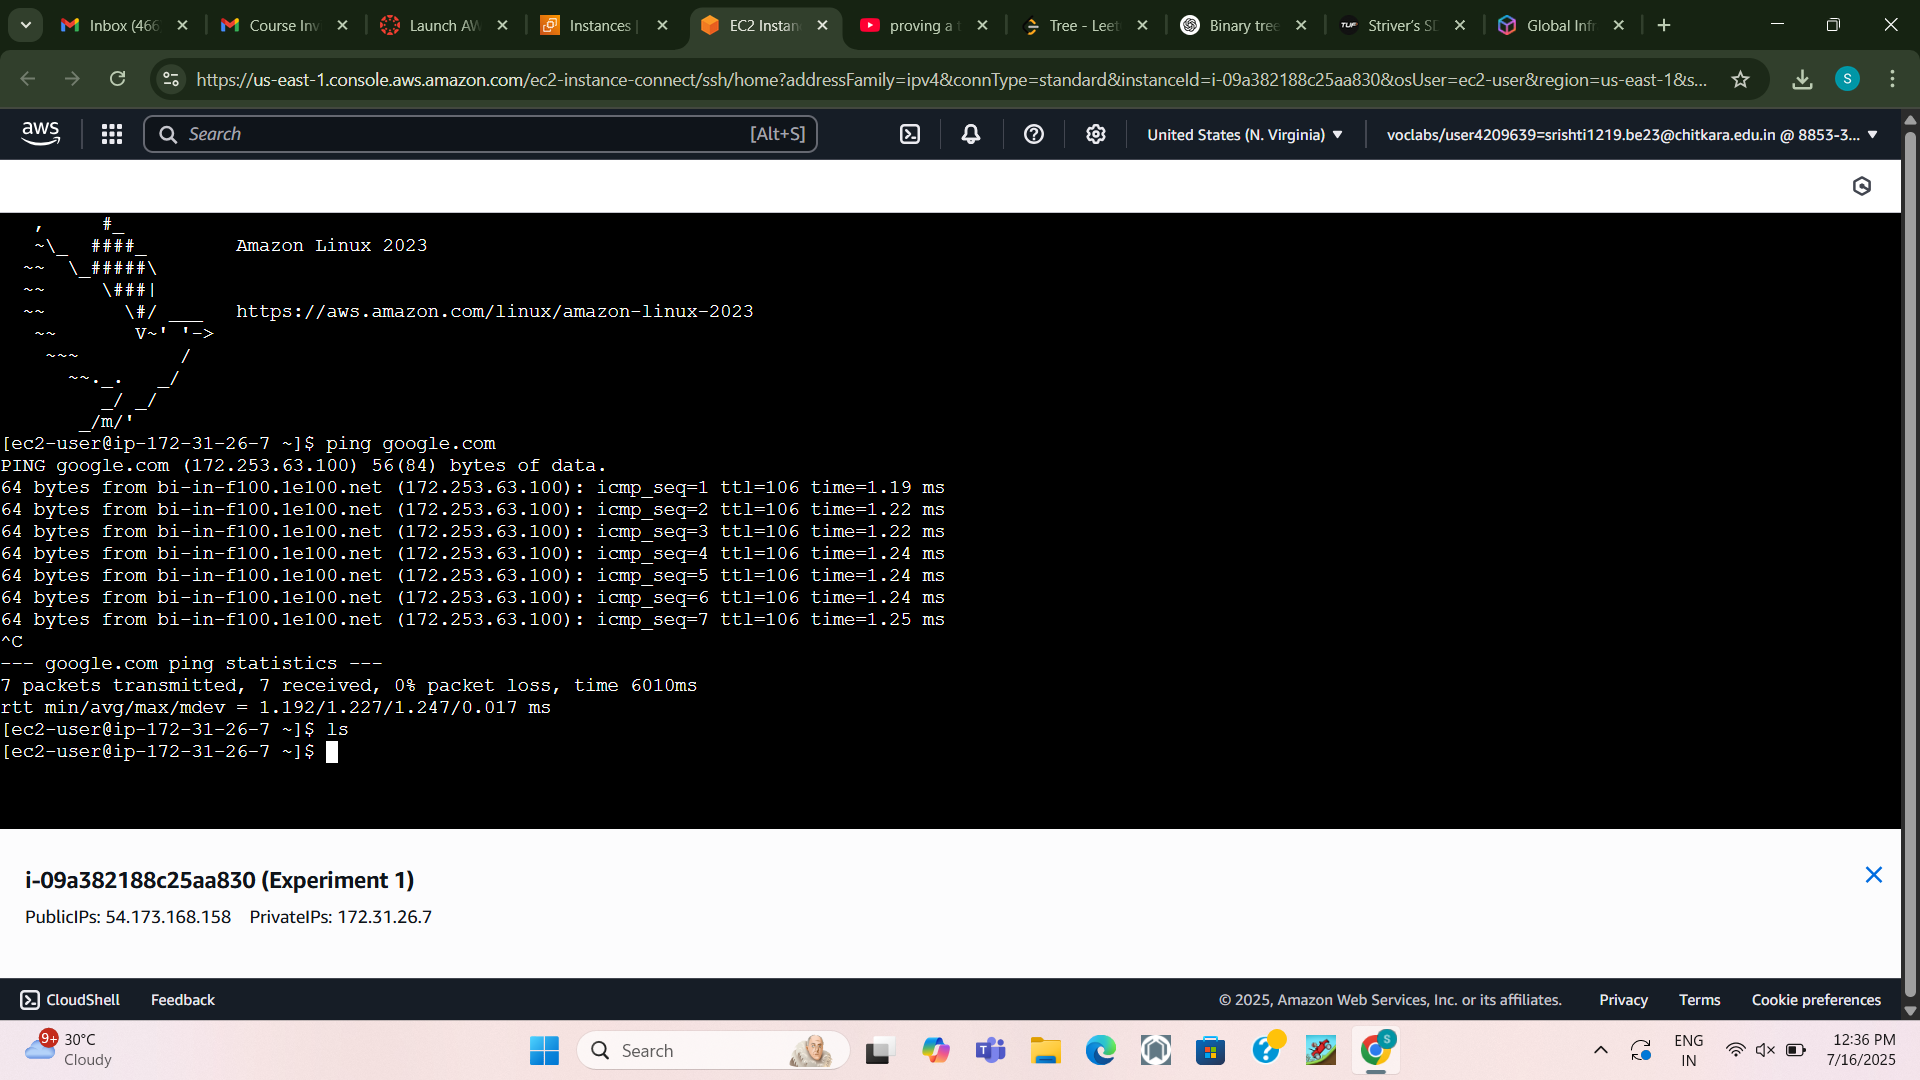 Inbox (466
Course Inv
Launch AW
Instances |
EC2 Instan
proving a t
Tree - Leet
Binary tree
TUF
Striver's SD
Global Infr
https://us-east-1.console.aws.amazon.com/ec2-instance-connect/ssh/home?addressFamily=ipv4&connType=standard&instanceId=i-09a382188c25aa830&osUser=ec2-user&region=us-east-1&s...
S
aws
Search
[Alt+S]
United States (N. Virginia)
voclabs/user4209639=srishti1219.be23@chitkara.edu.in @ 8853-3...
   ,     #_
   ~\_  ####_        Amazon Linux 2023
  ~~  \_#####\
  ~~     \###|
  ~~       \#/ ___   https://aws.amazon.com/linux/amazon-linux-2023
   ~~       V~' '->
    ~~~         /
      ~~._.   _/
         _/ _/
       _/m/'
[ec2-user@ip-172-31-26-7 ~]$ ping google.com
PING google.com (172.253.63.100) 56(84) bytes of data.
64 bytes from bi-in-f100.1e100.net (172.253.63.100): icmp_seq=1 ttl=106 time=1.19 ms
64 bytes from bi-in-f100.1e100.net (172.253.63.100): icmp_seq=2 ttl=106 time=1.22 ms
64 bytes from bi-in-f100.1e100.net (172.253.63.100): icmp_seq=3 ttl=106 time=1.22 ms
64 bytes from bi-in-f100.1e100.net (172.253.63.100): icmp_seq=4 ttl=106 time=1.24 ms
64 bytes from bi-in-f100.1e100.net (172.253.63.100): icmp_seq=5 ttl=106 time=1.24 ms
64 bytes from bi-in-f100.1e100.net (172.253.63.100): icmp_seq=6 ttl=106 time=1.24 ms
64 bytes from bi-in-f100.1e100.net (172.253.63.100): icmp_seq=7 ttl=106 time=1.25 ms
^C
--- google.com ping statistics ---
7 packets transmitted, 7 received, 0% packet loss, time 6010ms
rtt min/avg/max/mdev = 1.192/1.227/1.247/0.017 ms
[ec2-user@ip-172-31-26-7 ~]$ ls
[ec2-user@ip-172-31-26-7 ~]$
i-09a382188c25aa830 (Experiment 1)
PublicIPs: 54.173.168.158 PrivateIPs: 172.31.26.7
CloudShell
Feedback
© 2025, Amazon Web Services, Inc. or its affiliates.
Privacy
Terms
Cookie preferences
9+
30°C
Cloudy
Search
S
ENG
IN
12:36 PM
7/16/2025